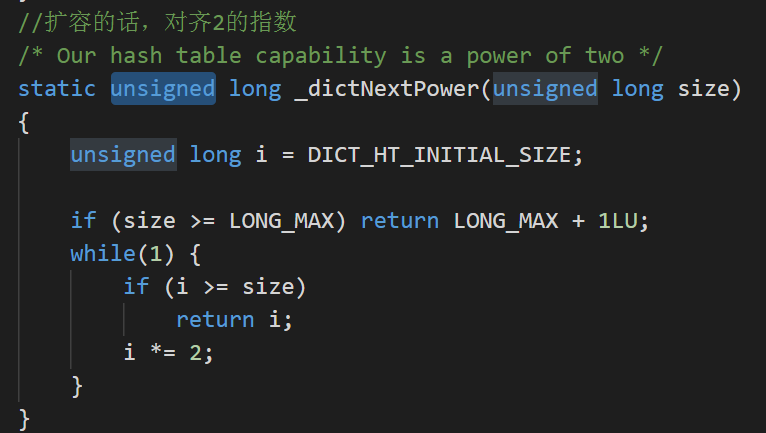 //扩容的话，对齐2的指数
/* Our hash table capability is a power of two */
static unsigned long _dictNextPower(unsigned long size)
{
    unsigned long i = DICT_HT_INITIAL_SIZE;

    if (size >= LONG_MAX) return LONG_MAX + 1LU;
    while(1) {
        if (i >= size)
            return i;
        i *= 2;
    }
}